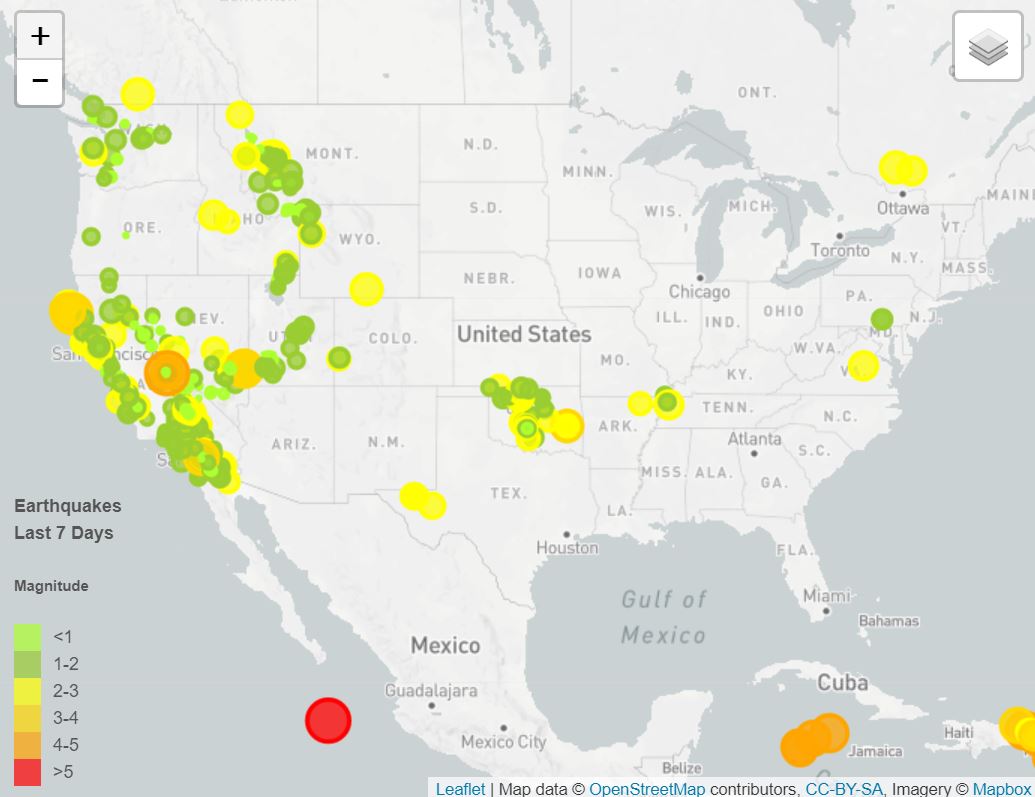 +
−
ONT.
WASH.
MONT.
N.D.
MINN.
Ottawa
MAINE
ORE.
IDAHO
S.D.
WIS.
MICH.
Toronto
VT.
WYO.
N.Y.
MASS.
NEBR.
IOWA
Chicago
PA.
NEV.
UTAH
COLO.
United States
ILL.
IND.
OHIO
MD.
N.J.
San Francisco
MO.
W.VA.
VA.
KY.
ARIZ.
N.M.
ARK.
TENN.
N.C.
Atlanta
S.C.
MISS.
ALA.
GA.
TEX.
LA.
Houston
FLA.
Earthquakes
Last 7 Days
Magnitude
<1
1-2
2-3
3-4
4-5
>5
Gulf of
Mexico
Miami
Bahamas
Mexico
Cuba
Guadalajara
Mexico City
Haiti
Jamaica
Belize
Leaflet | Map data © OpenStreetMap contributors, CC-BY-SA, Imagery © Mapbox